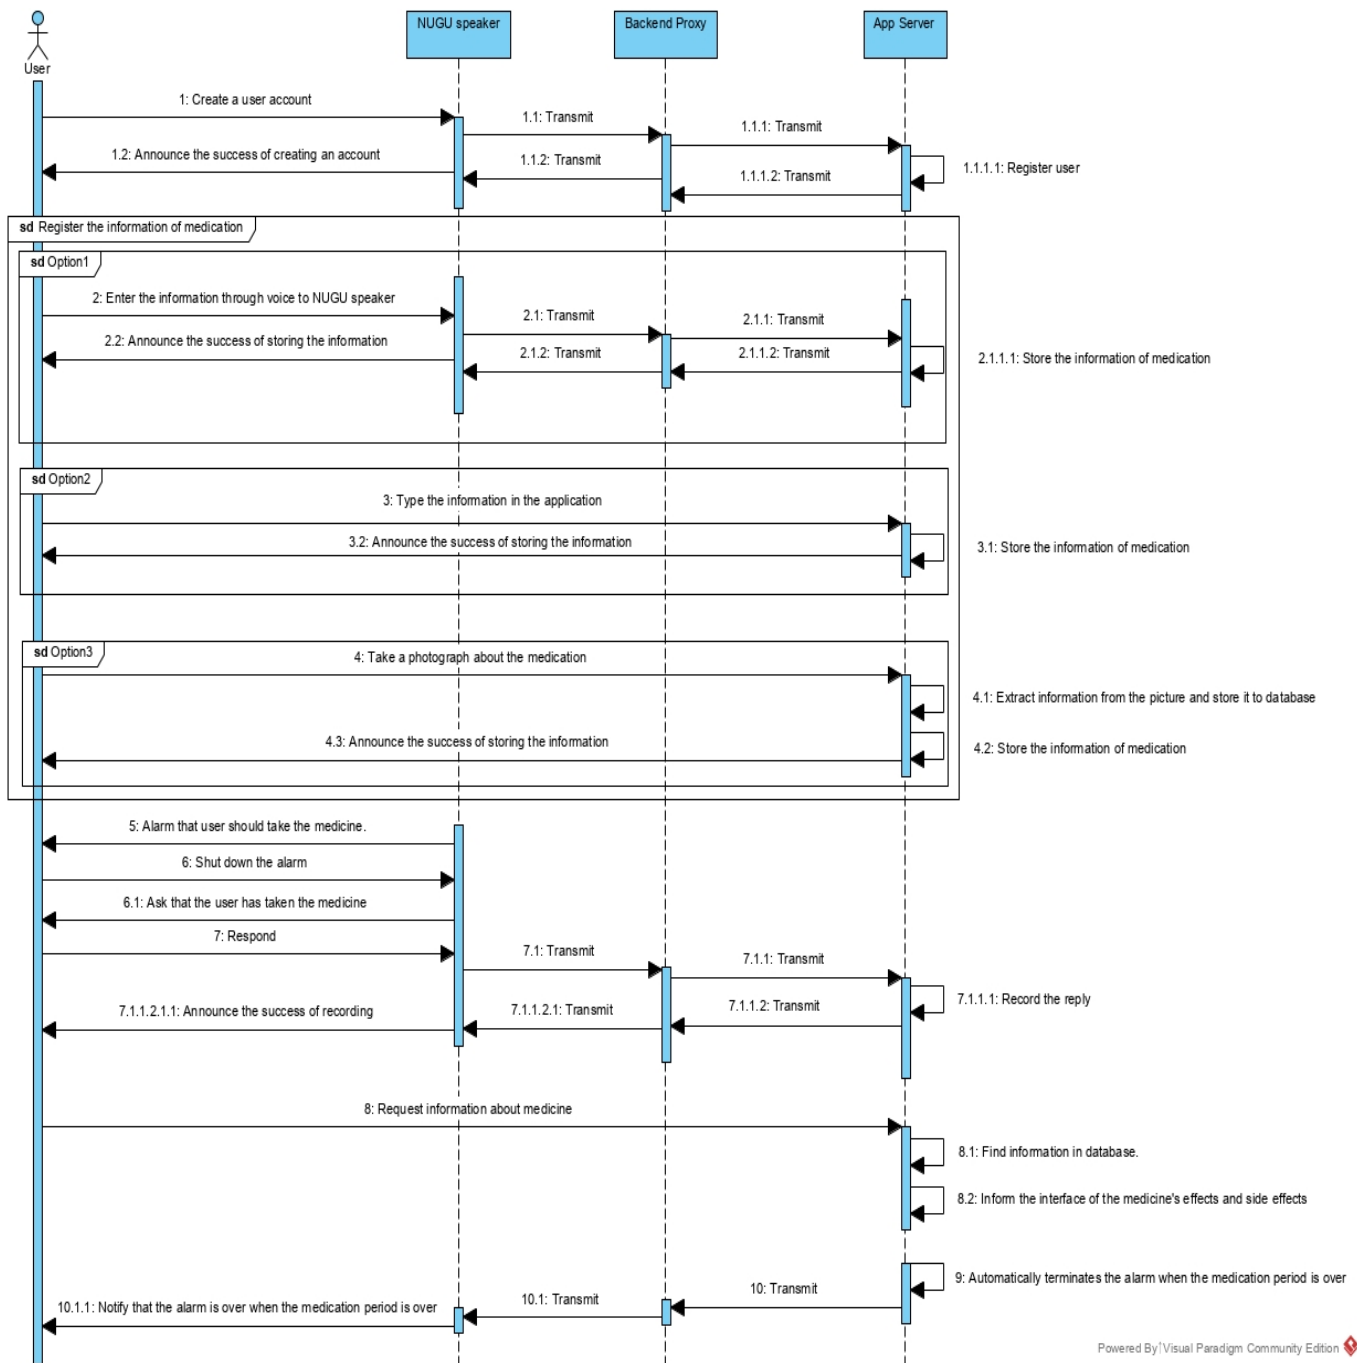 NUGU speaker
Backend Proxy
App Server
User
1: Create a user account
1.1: Transmit
1.1.1: Transmit
1.2: Announce the success of creating an account
1.1.2: Transmit
1.1.1.2: Transmit
1.1.1.1: Register user
sd Register the information of medication
sd Option1
2: Enter the information through voice to NUGU speaker
2.1: Transmit
2.1.1: Transmit
2.2: Announce the success of storing the information
2.1.2: Transmit
2.1.1.2: Transmit
2.1.1.1: Store the information of medication
sd Option2
3: Type the information in the application
3.2: Announce the success of storing the information
3.1: Store the information of medication
sd Option3
4: Take a photograph about the medication
4.1: Extract information from the picture and store it to database
4.3: Announce the success of storing the information
4.2: Store the information of medication
5: Alarm that user should take the medicine.
6: Shut down the alarm
6.1: Ask that the user has taken the medicine
7: Respond
7.1: Transmit
7.1.1: Transmit
7.1.1.2.1.1: Announce the success of recording
7.1.1.2.1: Transmit
7.1.1.2: Transmit
7.1.1.1: Record the reply
8: Request information about medicine
8.1: Find information in database.
8.2: Inform the interface of the medicine's effects and side effects
9: Automatically terminates the alarm when the medication period is over
10: Transmit
10.1: Transmit
10.1.1: Notify that the alarm is over when the medication period is over
Powered By Visual Paradigm Community Edition